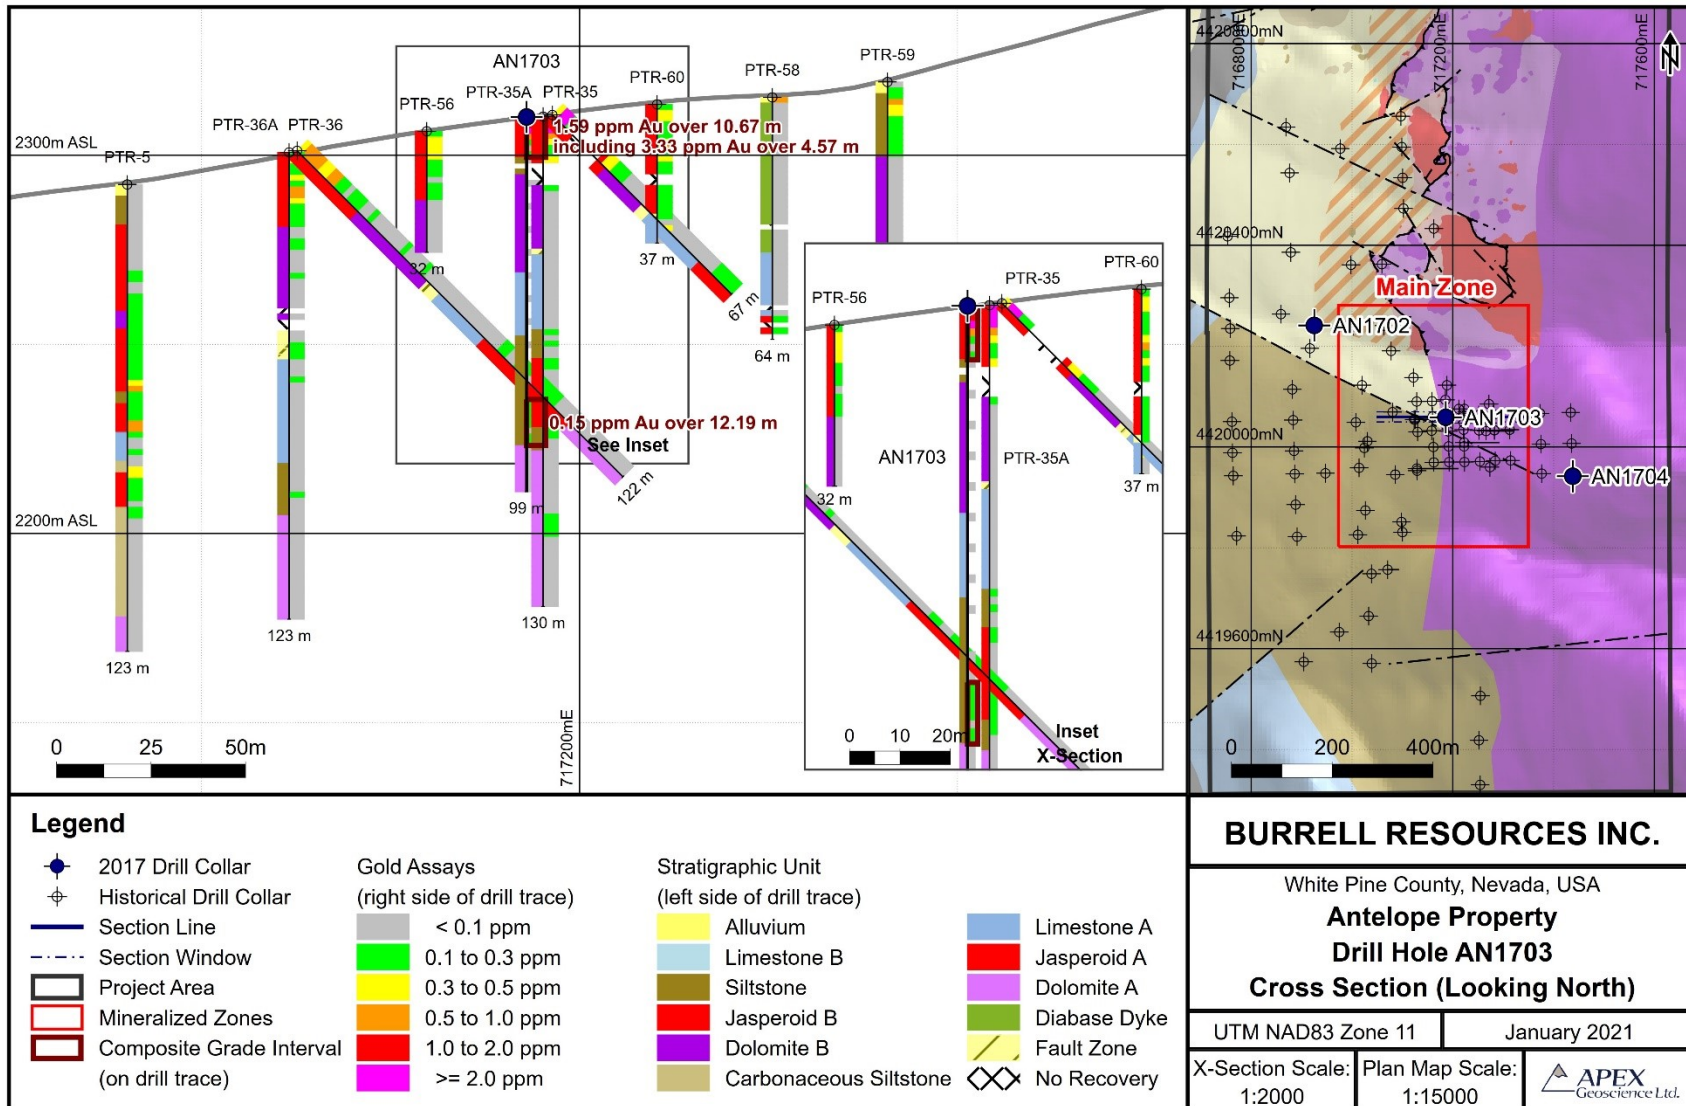 AN1703
PTR-59
PTR-58
PTR-60
PTR-35A
PTR-35
PTR-56
PTR-36A
PTR-36
PTR-5
2300m ASL
1.59 ppm Au over 10.67 m
including 3.33 ppm Au over 4.57 m
32 m
37 m
67 m
64 m
0.15 ppm Au over 12.19 m
See Inset
99 m
122 m
2200m ASL
130 m
123 m
123 m
717200mE
0
25
50m
PTR-35
PTR-60
PTR-56
AN1703
PTR-35A
32 m
37 m
0
10
20m
Inset
X-Section
4420800mN
716800mE
717200mE
717600mE
N
4420400mN
Main Zone
AN1702
AN1703
4420000mN
AN1704
4419600mN
0
200
400m
Legend
2017 Drill Collar
Historical Drill Collar
Section Line
Section Window
Project Area
Mineralized Zones
Composite Grade Interval
(on drill trace)
Gold Assays
(right side of drill trace)
< 0.1 ppm
0.1 to 0.3 ppm
0.3 to 0.5 ppm
0.5 to 1.0 ppm
1.0 to 2.0 ppm
>= 2.0 ppm
Stratigraphic Unit
(left side of drill trace)
Alluvium
Limestone B
Siltstone
Jasperoid B
Dolomite B
Carbonaceous Siltstone
Limestone A
Jasperoid A
Dolomite A
Diabase Dyke
Fault Zone
No Recovery
BURRELL RESOURCES INC.
White Pine County, Nevada, USA
Antelope Property
Drill Hole AN1703
Cross Section (Looking North)
UTM NAD83 Zone 11
January 2021
X-Section Scale:
1:2000
Plan Map Scale:
1:15000
APEX
Geoscience Ltd.